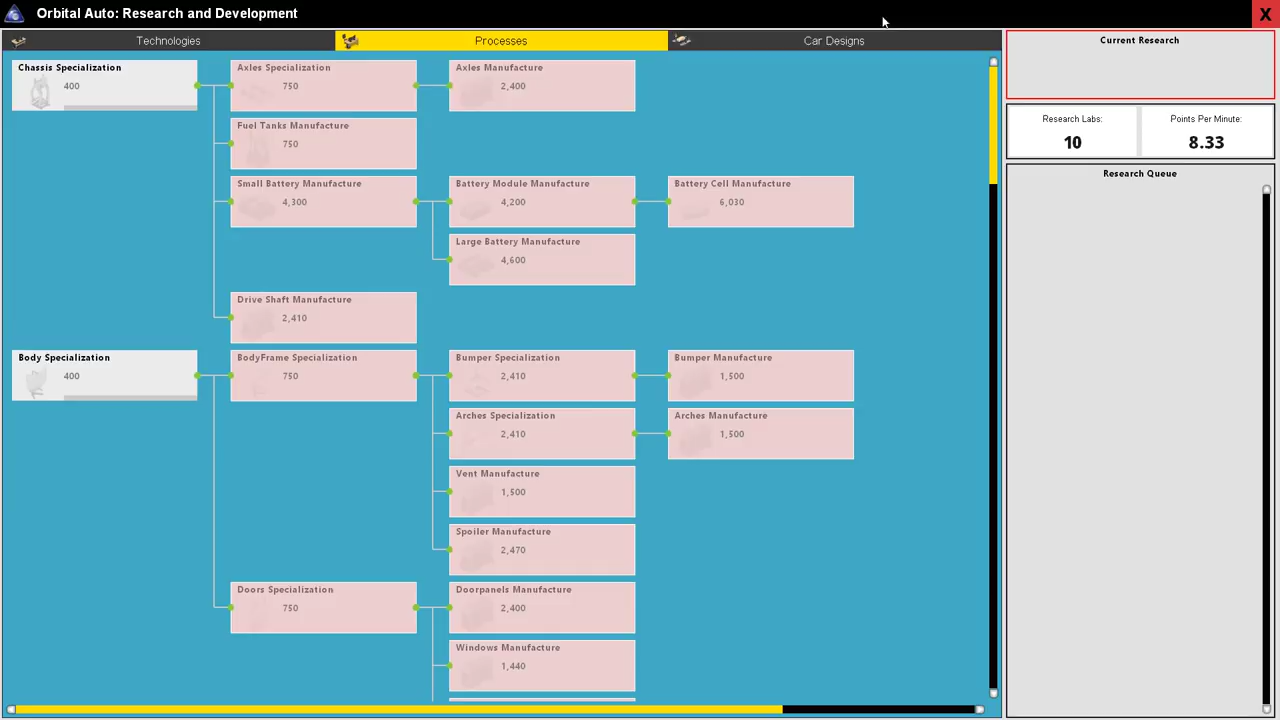 Orbital Auto: Research and Development
X
Technologies
Processes
Car Designs
Current Research
Chassis Specialization
400
Axles Specialization
750
Axles Manufacture
2,400
Fuel Tanks Manufacture
750
Research Labs:
10
Points Per Minute:
8.33
Research Queue
Small Battery Manufacture
4,300
Battery Module Manufacture
4,200
Battery Cell Manufacture
6,030
Large Battery Manufacture
4,600
Drive Shaft Manufacture
2,410
Body Specialization
400
BodyFrame Specialization
750
Bumper Specialization
2,410
Bumper Manufacture
1,500
Arches Specialization
2,410
Arches Manufacture
1,500
Vent Manufacture
1,500
Spoiler Manufacture
2,470
Doors Specialization
750
Doorpanels Manufacture
2,400
Windows Manufacture
1,440